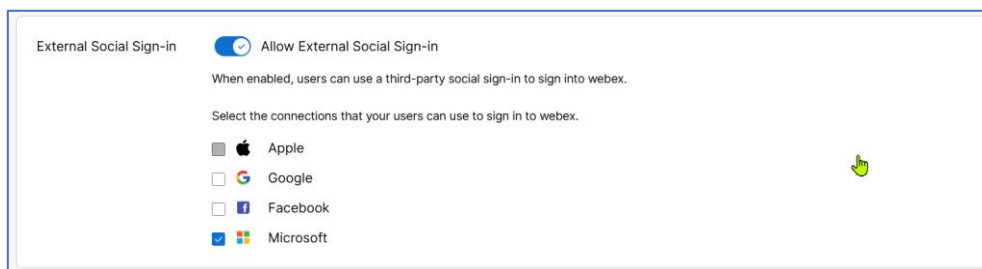 External Social Sign-in Allow External Social Sign-in
When enabled, users can use a third-party social sign-in to sign into webex.
Select the connections that your users can use to sign in to webex.
Apple
Google
Facebook
Microsoft